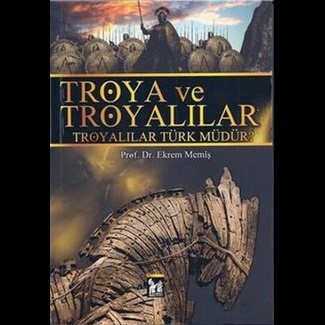 TROYA ve
TROYALILAR
TROYALILAR TÜRK MÜDÜR?
Prof. Dr. Ekrem Memiş